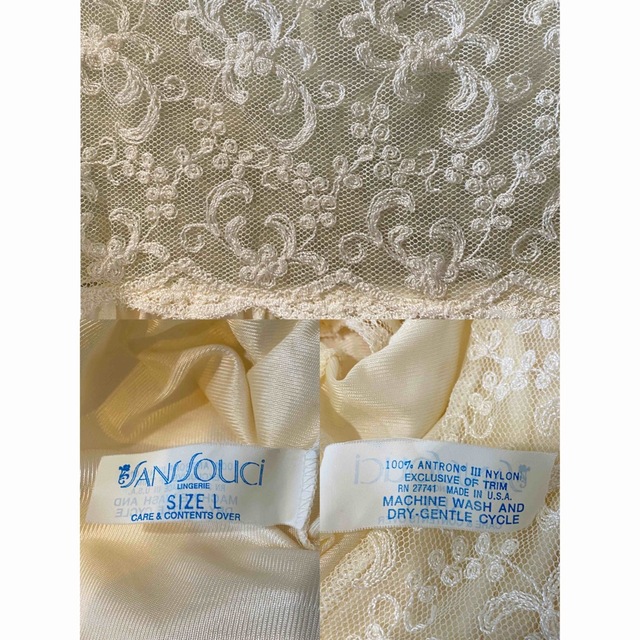 SANSSOUCI
LINGERIE
SIZE L
CARE & CONTENTS OVER
100% ANTRON® III NYLON
EXCLUSIVE OF TRIM
RN 27741 MADE IN U.S.A.
MACHINE WASH AND
DRY-GENTLE CYCLE